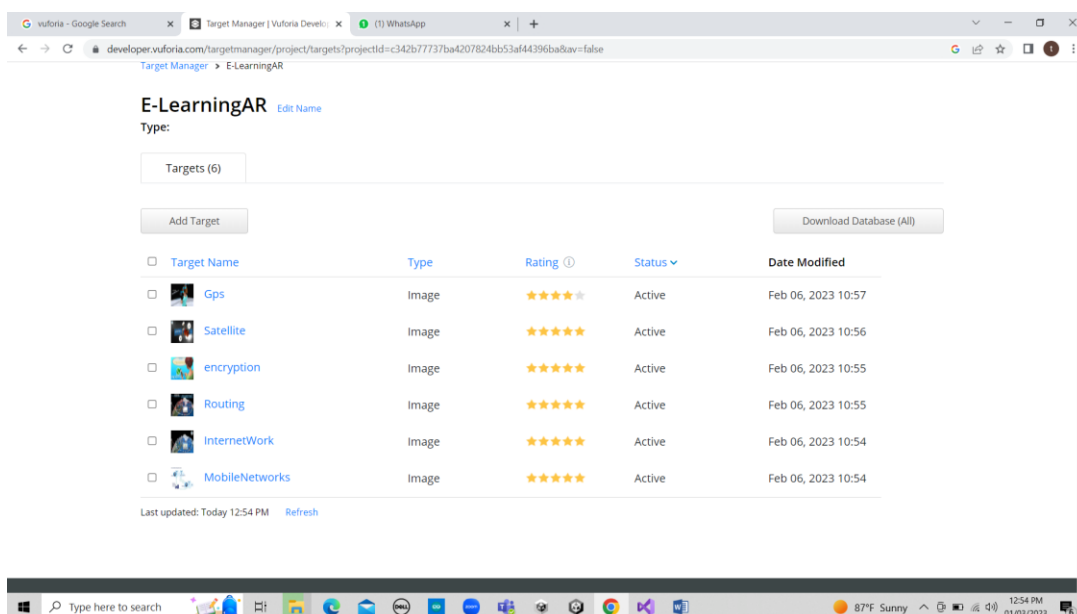 vuforia - Google Search
Target Manager | Vuforia Develo
(1) WhatsApp
developer.vuforia.com/targetmanager/project/targets?projectId=c342b77737ba4207824bb53af44396ba&av=false
Target Manager > E-LearningAR
E-LearningAR Edit Name
Type:
Targets (6)
Add Target Download Database (All)
Target Name Type Rating Status Date Modified
Gps Image Active Feb 06, 2023 10:57
Satellite Image Active Feb 06, 2023 10:56
encryption Image Active Feb 06, 2023 10:55
Routing Image Active Feb 06, 2023 10:55
InternetWork Image Active Feb 06, 2023 10:54
MobileNetworks Image Active Feb 06, 2023 10:54
Last updated: Today 12:54 PM Refresh
Type here to search
DELL
87°F Sunny
12:54 PM
01/03/2023